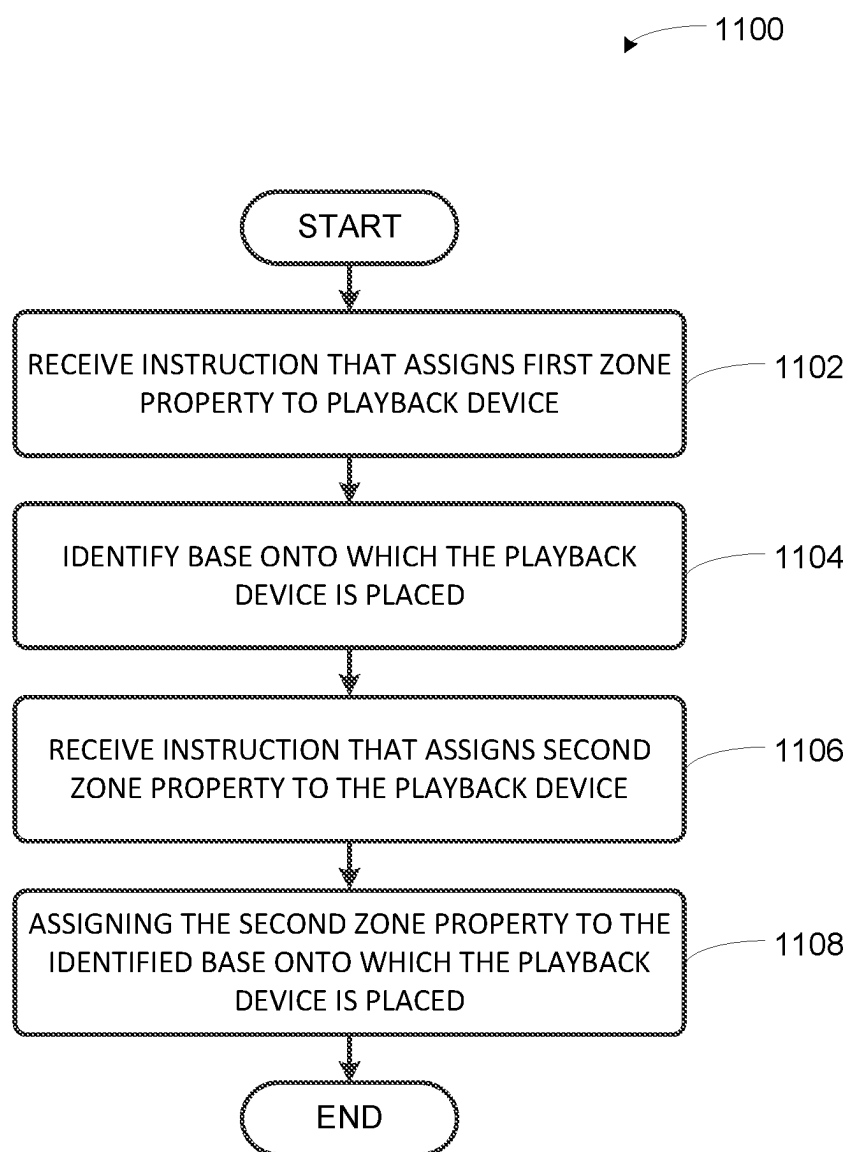 1100
START
RECEIVE INSTRUCTION THAT ASSIGNS FIRST ZONE
PROPERTY TO PLAYBACK DEVICE
1102
IDENTIFY BASE ONTO WHICH THE PLAYBACK
DEVICE IS PLACED
1104
RECEIVE INSTRUCTION THAT ASSIGNS SECOND
ZONE PROPERTY TO THE PLAYBACK DEVICE
1106
ASSIGNING THE SECOND ZONE PROPERTY TO THE
IDENTIFIED BASE ONTO WHICH THE PLAYBACK
DEVICE IS PLACED
1108
END